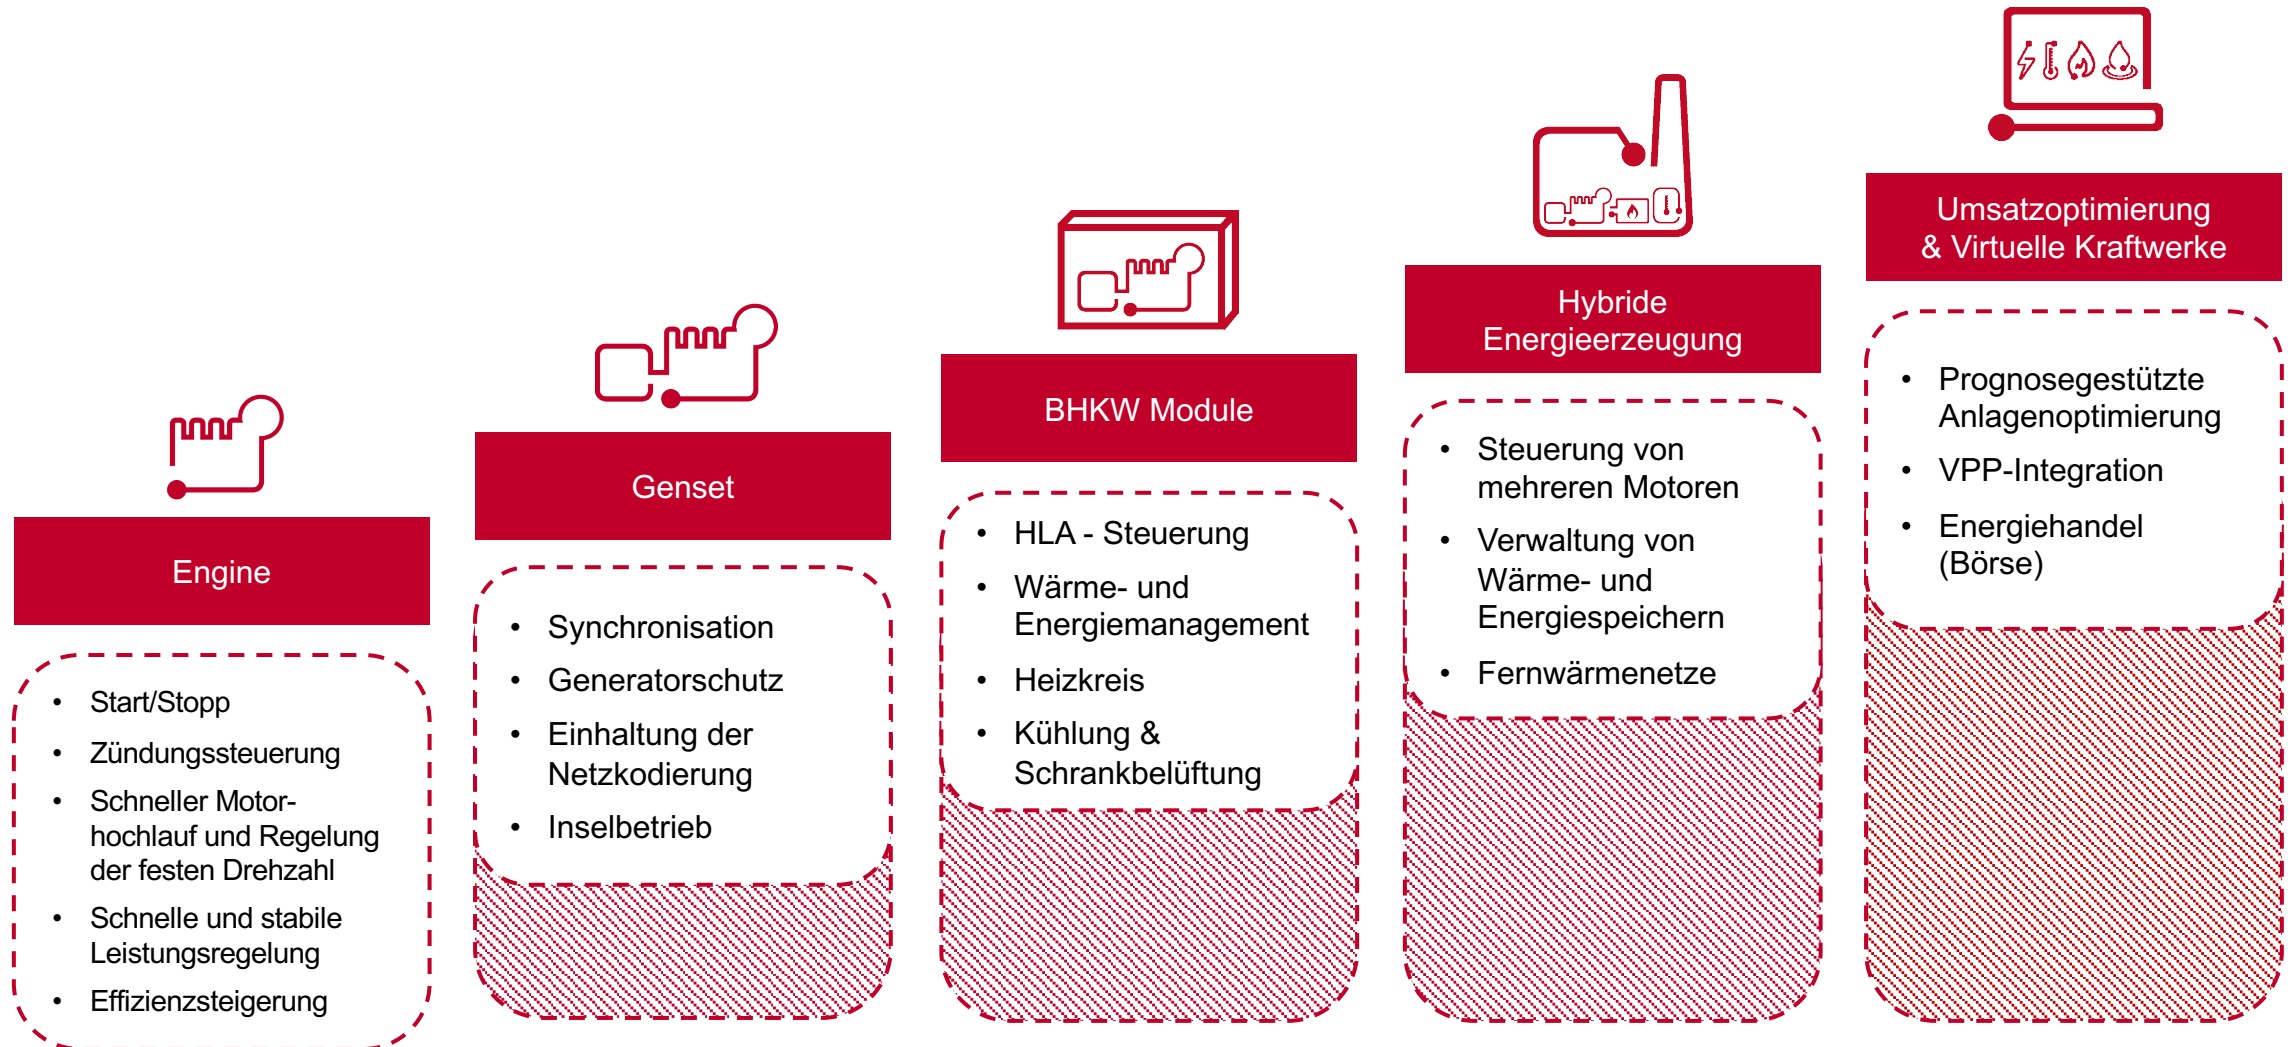 Engine
• Start/Stopp
• Zündungssteuerung
• Schneller Motor-
hochlauf und Regelung
der festen Drehzahl
• Schnelle und stabile
Leistungsregelung
• Effizienzsteigerung
Genset
• Synchronisation
• Generatorschutz
• Einhaltung der
Netzkodierung
• Inselbetrieb
BHKW Module
• HLA - Steuerung
• Wärme- und
Energiemanagement
• Heizkreis
• Kühlung &
Schrankbelüftung
Hybride
Energieerzeugung
• Steuerung von
mehreren Motoren
• Verwaltung von
Wärme- und
Energiespeichern
• Fernwärmenetze
Umsatzoptimierung
& Virtuelle Kraftwerke
• Prognosegestützte
Anlagenoptimierung
• VPP-Integration
• Energiehandel
(Börse)